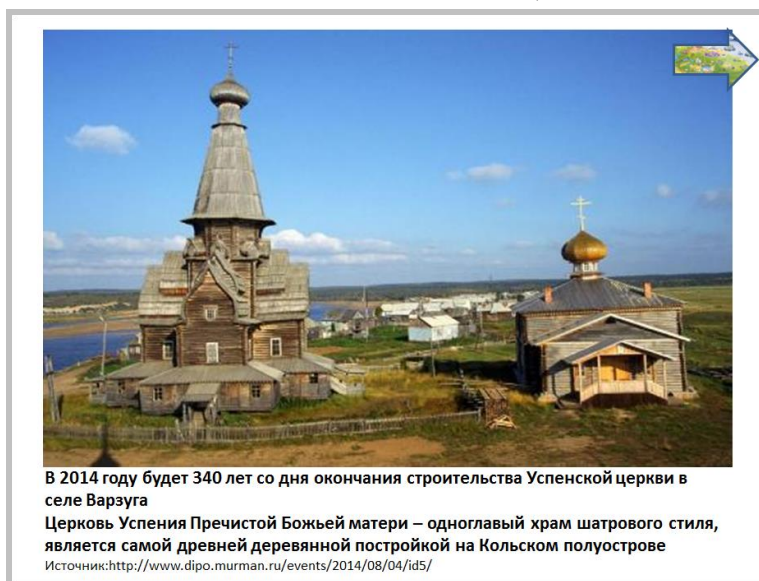 В 2014 году будет 340 лет со дня окончания строительства Успенской церкви в
селе Варзуга
Церковь Успения Пречистой Божьей матери – одноглавый храм шатрового стиля,
является самой древней деревянной постройкой на Кольском полуострове
Источник:http://www.dipo.murman.ru/events/2014/08/04/id5/